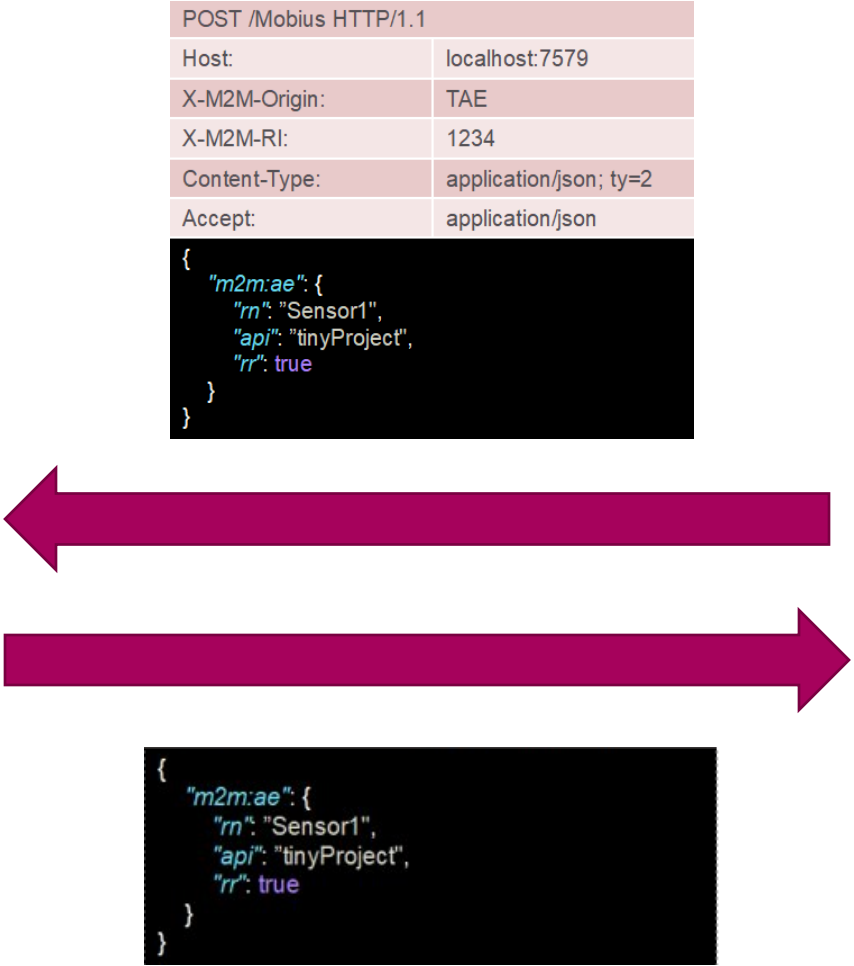 POST /Mobius HTTP/1.1
Host: localhost:7579
X-M2M-Origin: TAE
X-M2M-RI: 1234
Content-Type: application/json; ty=2
Accept: application/json
{
"m2m:ae": {
"rn": ”Sensor1",
"api": ”tinyProject",
"rr": true
}
}
{
"m2m:ae": {
"rn": ”Sensor1",
"api": ”tinyProject",
"rr": true
}
}